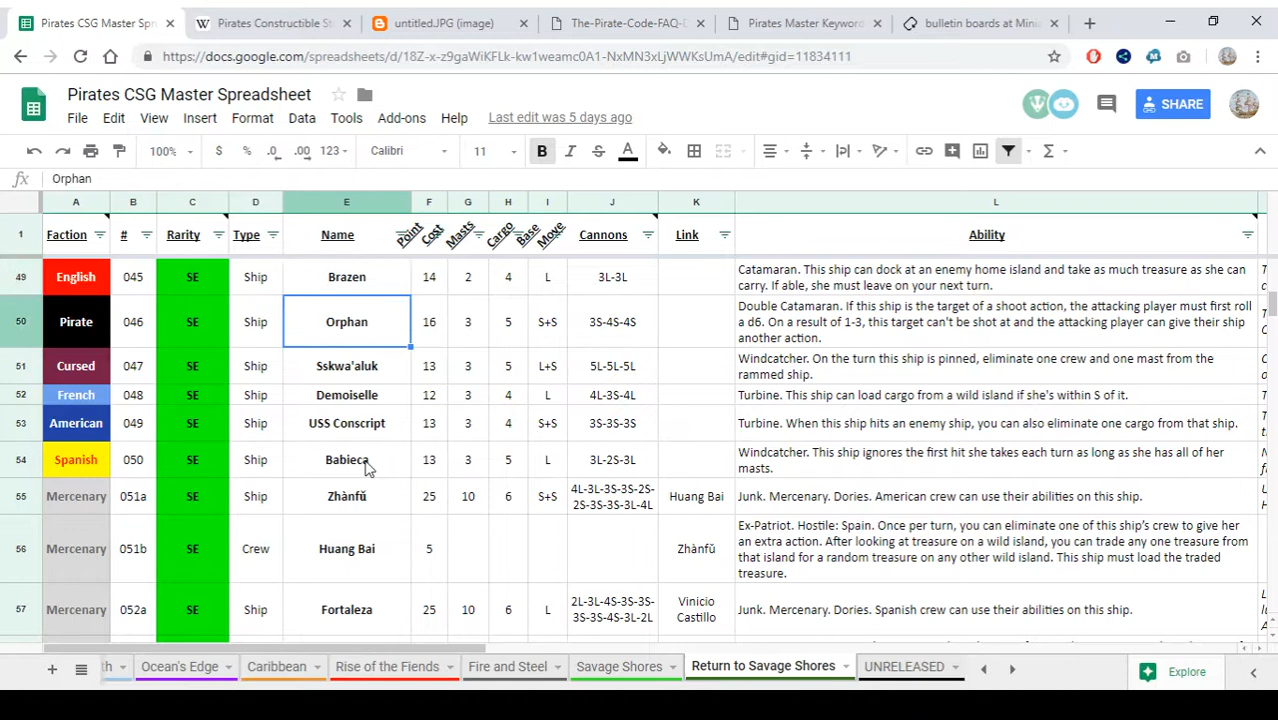 Pirates CSG Master Spr
Pirates Constructible St
untitled.JPG (image)
The-Pirate-Code-FAQ-
Pirates Master Keyword
bulletin boards at Minia
https://docs.google.com/spreadsheets/d/18Z-x-z9gaWiKFLk-kw1weamc0A1-NxMN3xLjWWKsUmA/edit#gid=11834111
Pirates CSG Master Spreadsheet
SHARE
File Edit View Insert Format Data Tools Add-ons Help Last edit was 5 days ago
100% $ % .0 .00 123 Calibri 11 B I S A
fx Orphan
A B C D E F G H I J K L
1 Faction # Rarity Type Name Point Cost Masts Cargo Base Move Cannons Link Ability
49 English 045 SE Ship Brazen 14 2 4 L 3L-3L Catamaran. This ship can dock at an enemy home island and take as much treasure as she can
carry. If able, she must leave on your next turn.
50 Pirate 046 SE Ship Orphan 16 3 5 S+S 3S-4S-4S Double Catamaran. If this ship is the target of a shoot action, the attacking player must first roll
a d6. On a result of 1-3, this target can't be shot at and the attacking player can give their ship
another action.
51 Cursed 047 SE Ship Sskwa'aluk 13 3 5 L+S 5L-5L-5L Windcatcher. On the turn this ship is pinned, eliminate one crew and one mast from the
rammed ship.
52 French 048 SE Ship Demoiselle 12 3 4 L 4L-3S-4L Turbine. This ship can load cargo from a wild island if she's within S of it.
53 American 049 SE Ship USS Conscript 13 3 4 S+S 3S-3S-3S Turbine. When this ship hits an enemy ship, you can also eliminate one cargo from that ship.
54 Spanish 050 SE Ship Babieca 13 3 5 L 3L-2S-3L Windcatcher. This ship ignores the first hit she takes each turn as long as she has all of her
masts.
55 Mercenary 051a SE Ship Zhànfǔ 25 10 6 S+S 4L-3L-3S-3S-2S-
2S-3S-3S-3L-4L Huang Bai Junk. Mercenary. Dories. American crew can use their abilities on this ship.
56 Mercenary 051b SE Crew Huang Bai 5 Zhànfǔ Ex-Patriot. Hostile: Spain. Once per turn, you can eliminate one of this ship's crew to give her
an extra action. After looking at treasure on a wild island, you can trade any one treasure from
that island for a random treasure on any other wild island. This ship must load the traded
treasure.
57 Mercenary 052a SE Ship Fortaleza 25 10 6 L 2L-3L-4S-3S-3S-
3S-3S-4S-3L-2L Vinicio
Castillo Junk. Mercenary. Dories. Spanish crew can use their abilities on this ship.
th Ocean's Edge Caribbean Rise of the Fiends Fire and Steel Savage Shores Return to Savage Shores UNRELEASED Explore